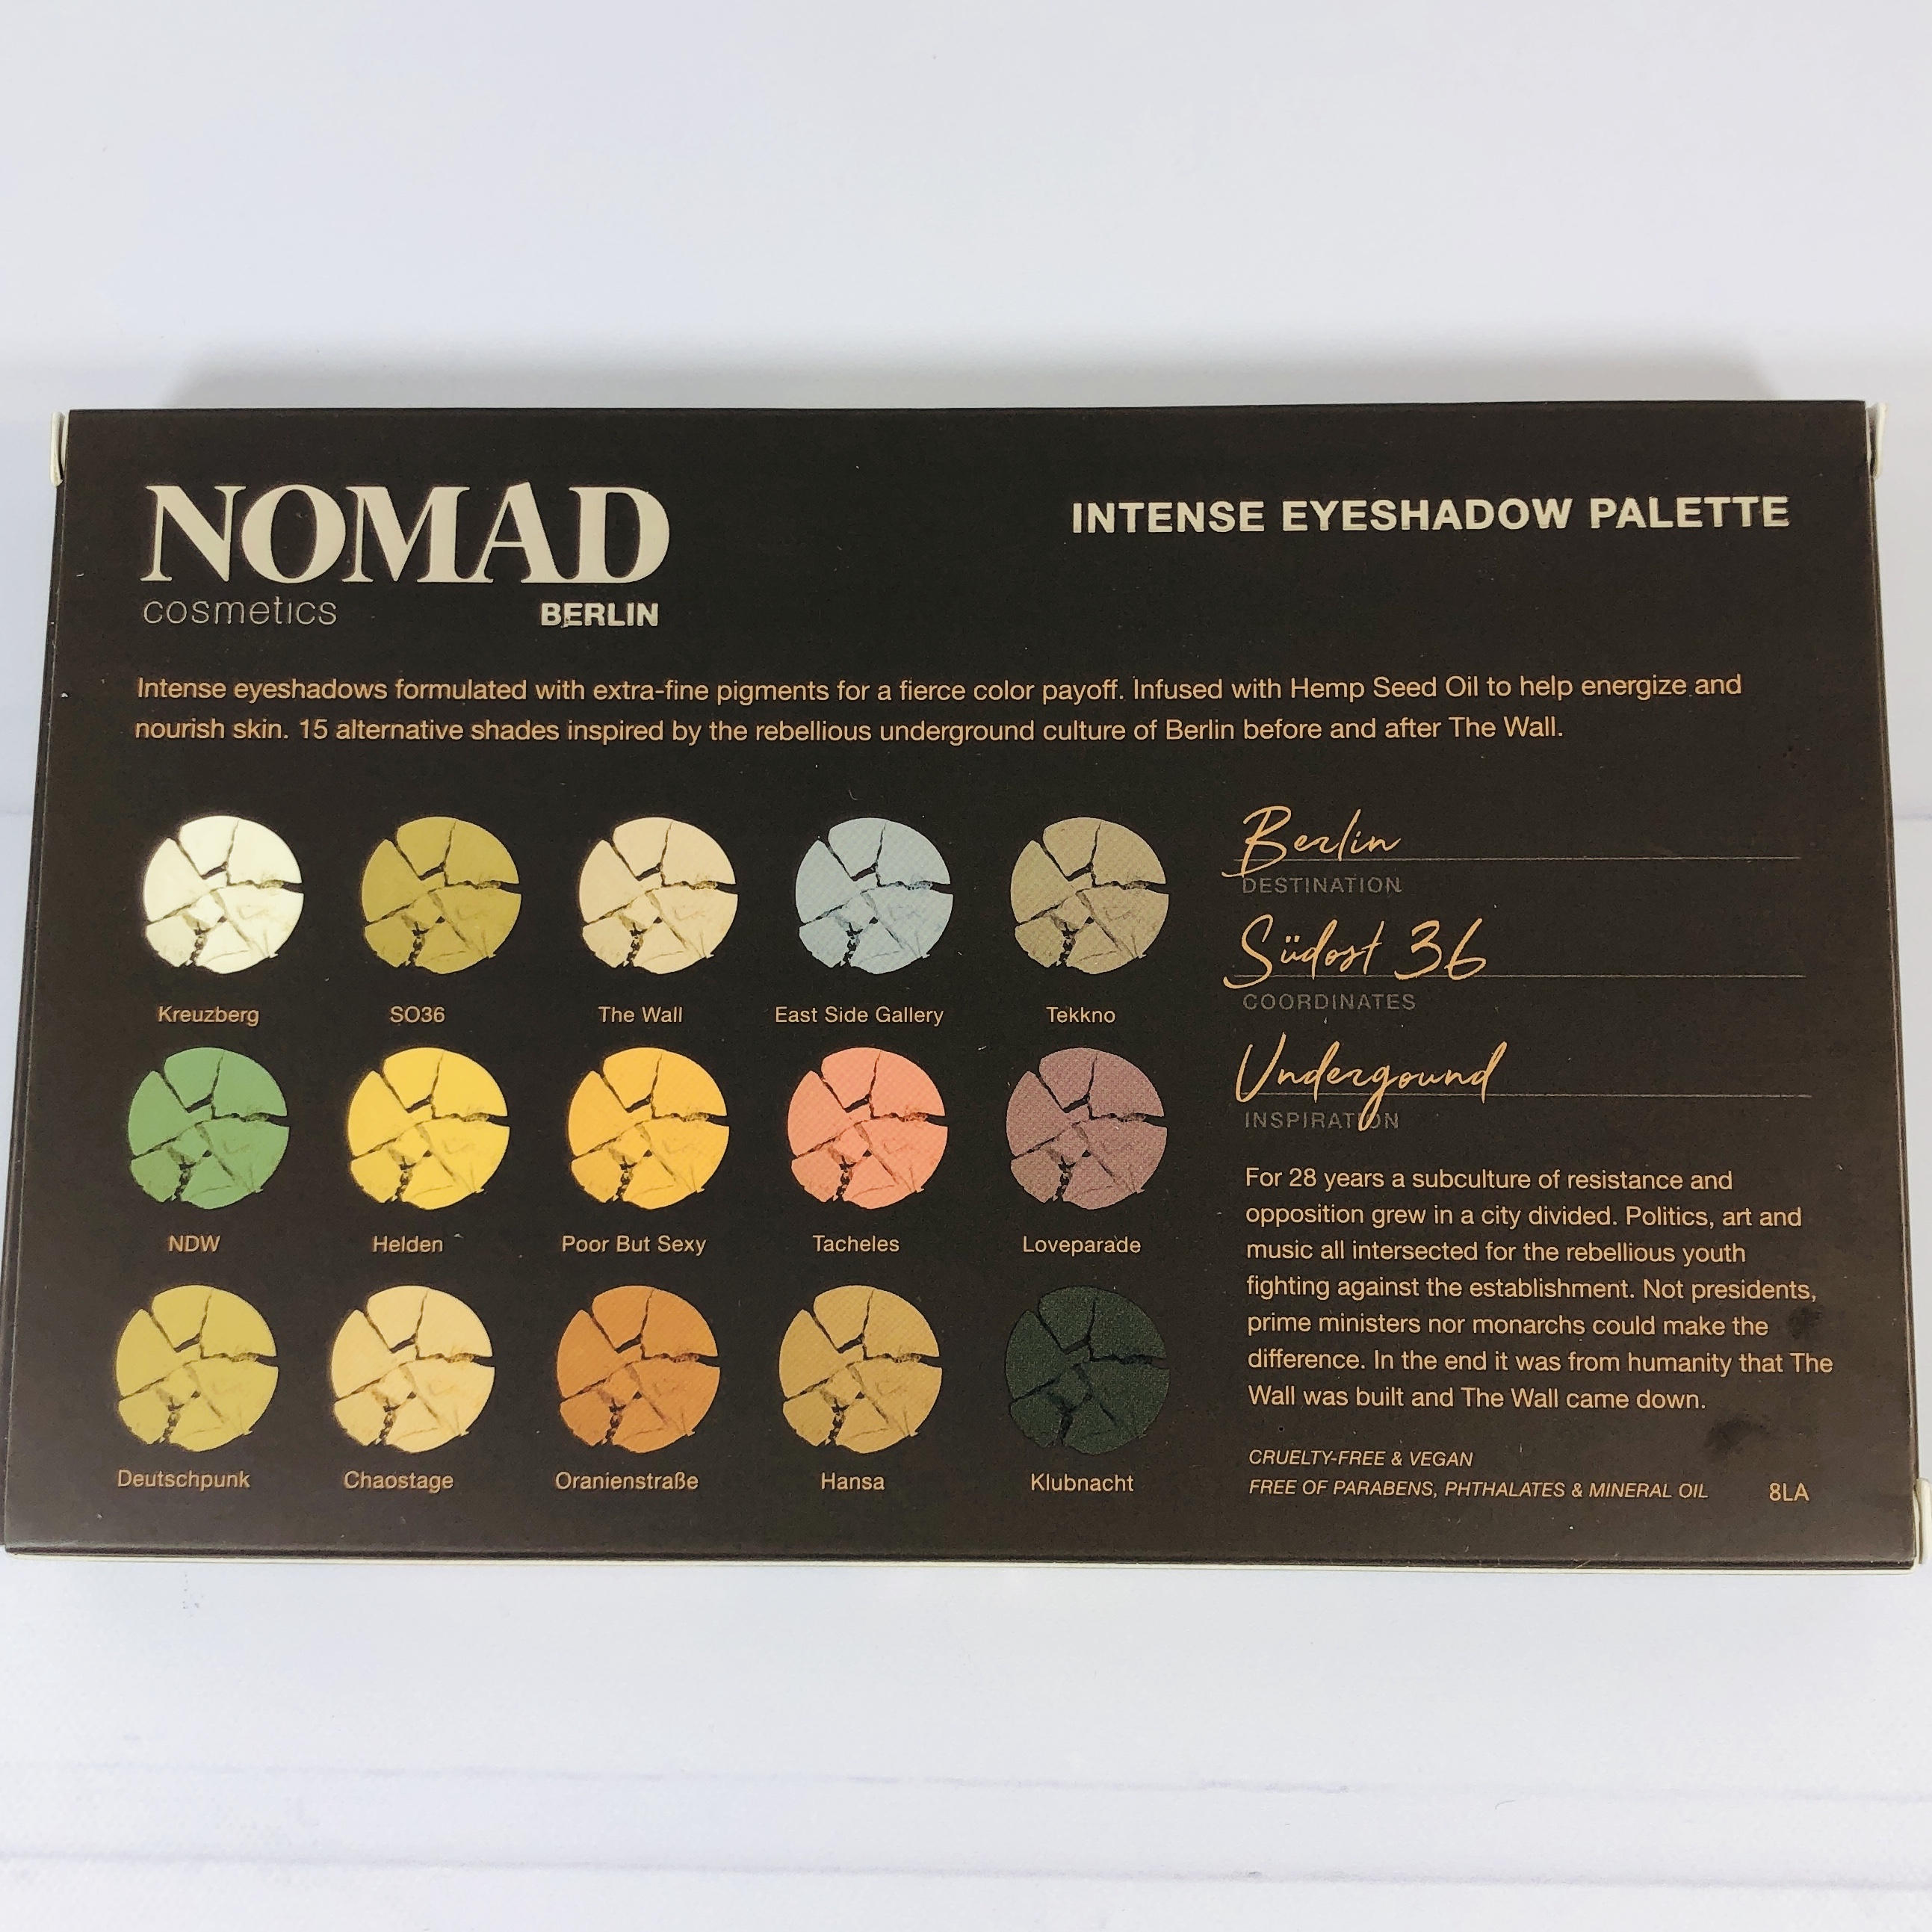 NOMAD
cosmetics BERLIN
INTENSE EYESHADOW PALETTE
Intense eyeshadows formulated with extra-fine pigments for a fierce color payoff. Infused with Hemp Seed Oil to help energize and
nourish skin. 15 alternative shades inspired by the rebellious underground culture of Berlin before and after The Wall.
Kreuzberg SO36 The Wall East Side Gallery Tekkno
NDW Helden Poor But Sexy Tacheles Loveparade
Deutschpunk Chaostage Oranienstraße Hansa Klubnacht
Berlin
DESTINATION
Südost 36
COORDINATES
Undergound
INSPIRATION
For 28 years a subculture of resistance and
opposition grew in a city divided. Politics, art and
music all intersected for the rebellious youth
fighting against the establishment. Not presidents,
prime ministers nor monarchs could make the
difference. In the end it was from humanity that The
Wall was built and The Wall came down.
CRUELTY-FREE & VEGAN
FREE OF PARABENS, PHTHALATES & MINERAL OIL 8LA